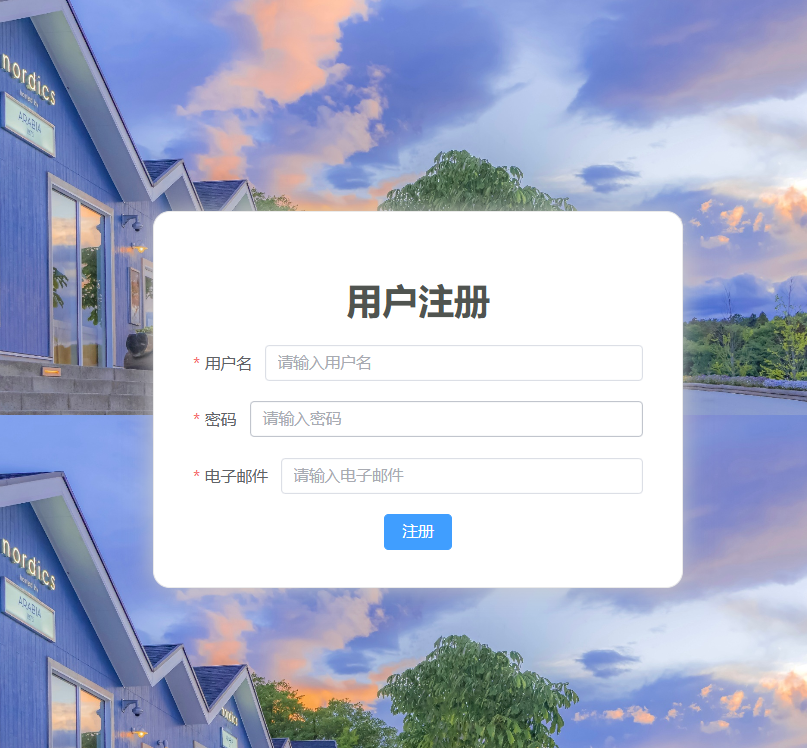 nordics
ARABIA
用户注册
* 用户名 请输入用户名
* 密码 请输入密码
* 电子邮件 请输入电子邮件
注册
nordics
ARABIA